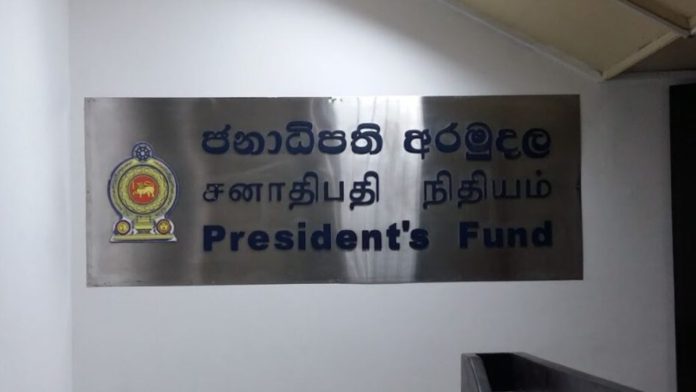 ජනාධිපති අරමුදල
சனாதிபதி நிதியம்
President's Fund